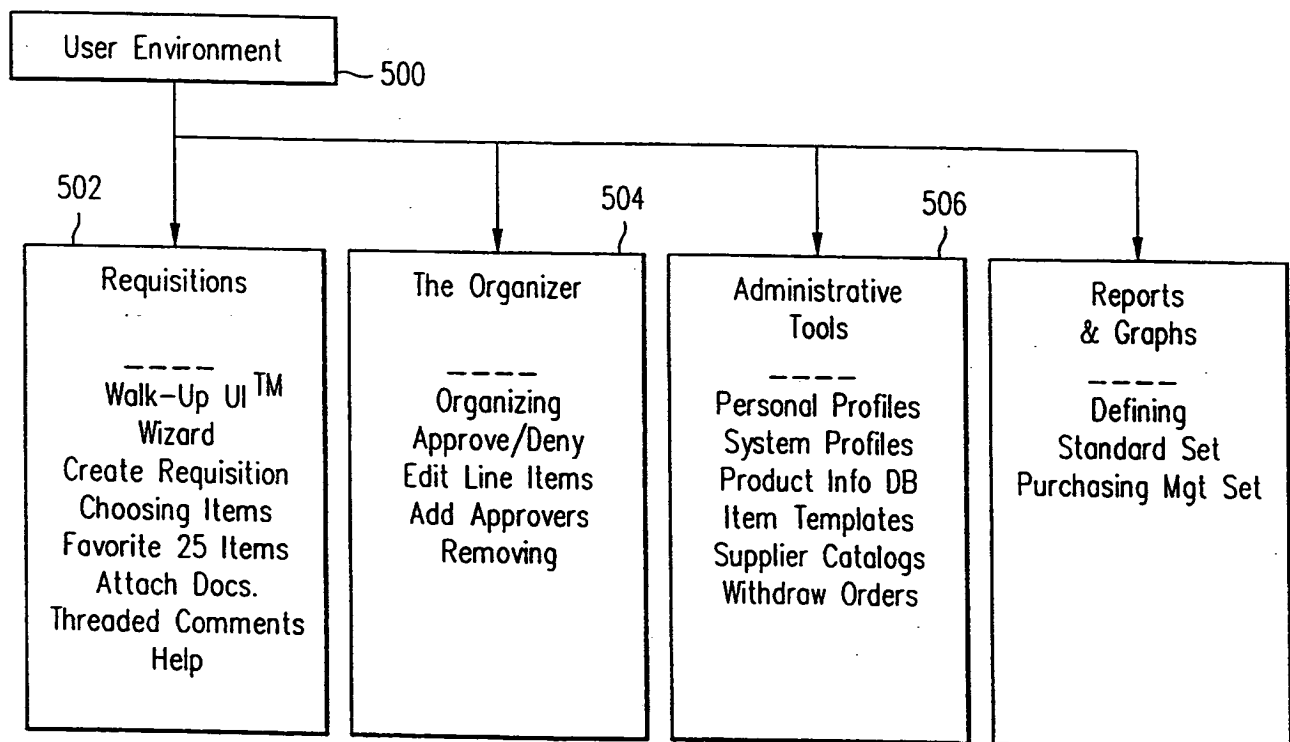 User Environment
500
502
504
506
Requisitions
Walk-Up UI™
Wizard
Create Requisition
Choosing Items
Favorite 25 Items
Attach Docs.
Threaded Comments
Help
The Organizer
Organizing
Approve/Deny
Edit Line Items
Add Approvers
Removing
Administrative
Tools
Personal Profiles
System Profiles
Product Info DB
Item Templates
Supplier Catalogs
Withdraw Orders
Reports
& Graphs
Defining
Standard Set
Purchasing Mgt Set